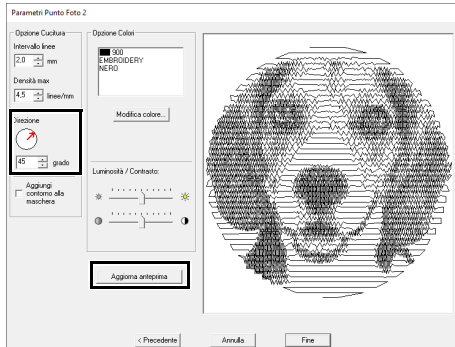 Parametri Punto Foto 2
Opzione Cucitura
Intervallo linee
2,0 mm
Densità max
4,5 linee/mm
Direzione
45 grado
Aggiungi
contorno alla
maschera
Opzione Colori
900
EMBROIDERY
NERO
Modifica colore...
Luminosità / Contrasto:
Aggiorna anteprima
< Precedente
Annulla
Fine